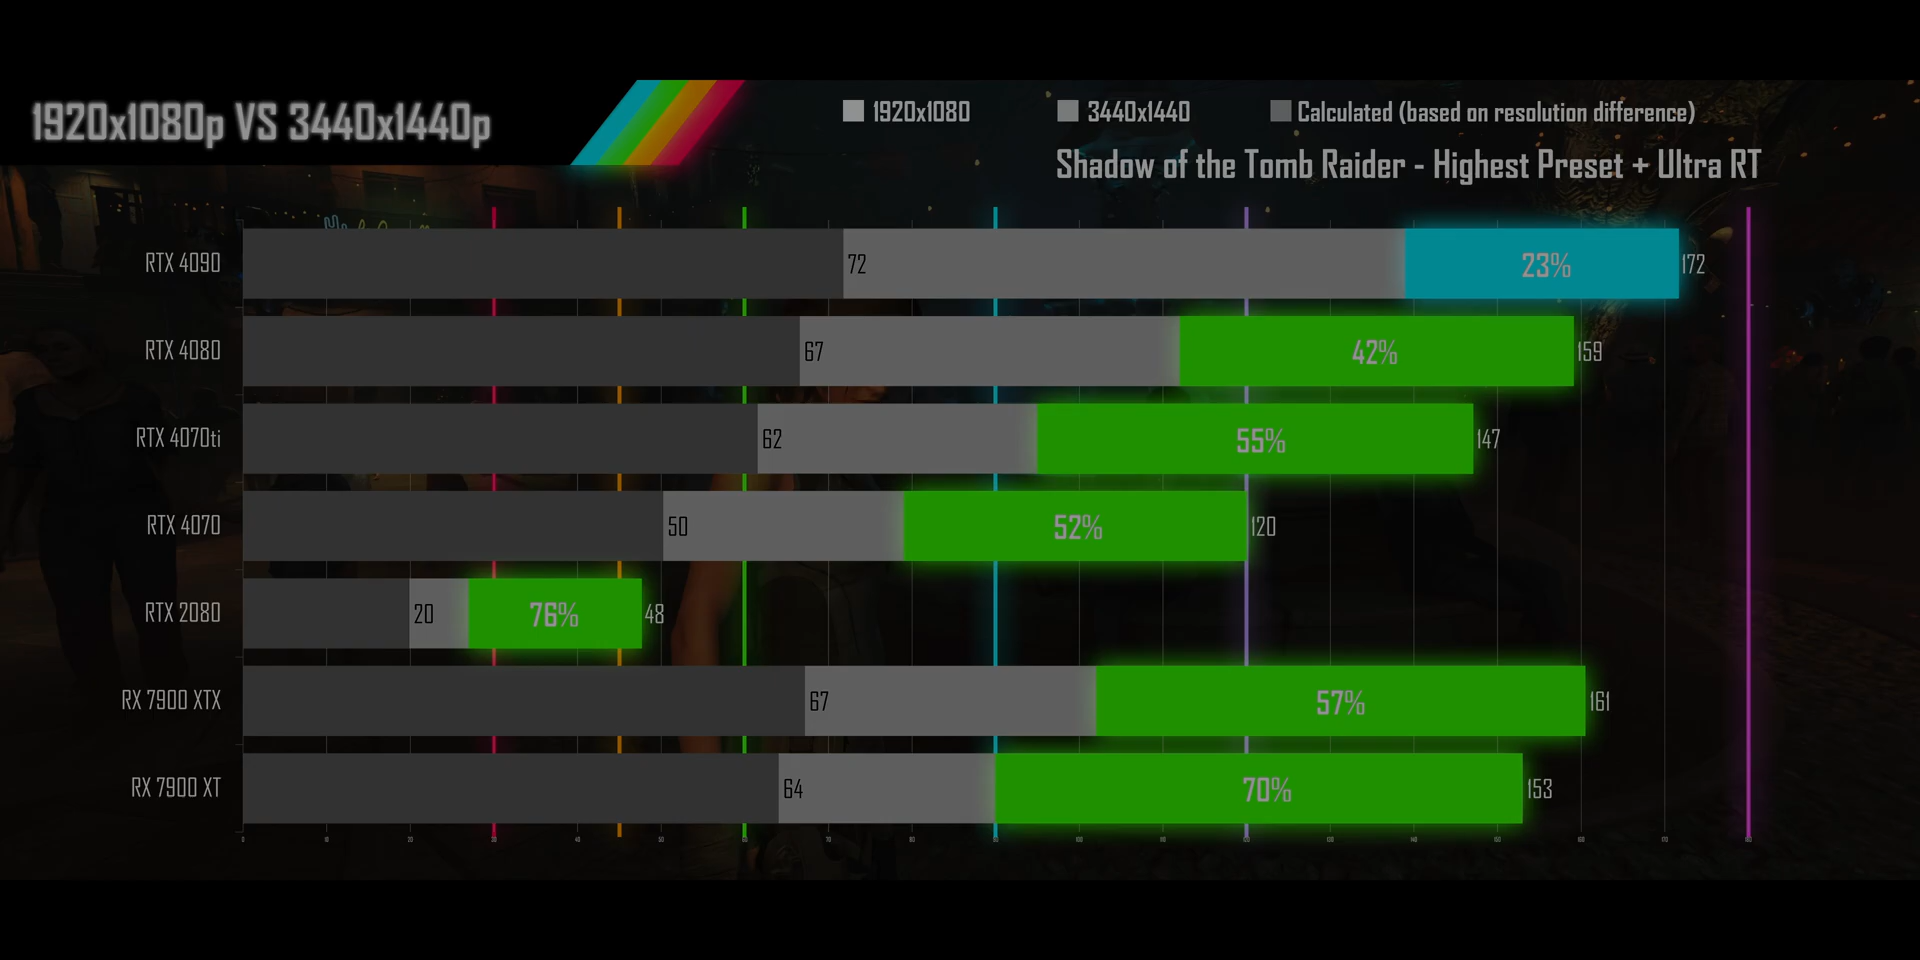 1920x1080p VS 3440x1440p
1920x1080
3440x1440
Calculated (based on resolution difference)
Shadow of the Tomb Raider - Highest Preset + Ultra RT
RTX 4090
72
23%
172
RTX 4080
67
42%
159
RTX 4070ti
62
55%
147
RTX 4070
50
52%
120
RTX 2080
20
76%
48
RX 7900 XTX
67
57%
161
RX 7900 XT
64
70%
153